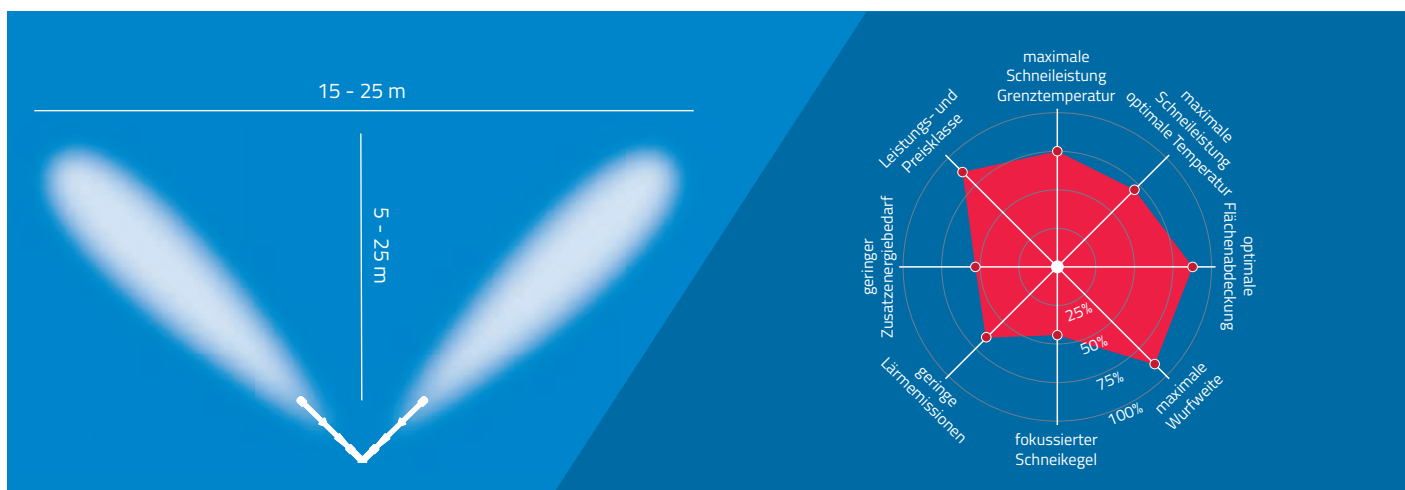 15 - 25 m
5 - 25 m
maximale
Schneileistung
Grenztemperatur
maximale
Schneileistung
optimale Temperatur
optimale
Flächenabdeckung
maximale
Wurfweite
fokussierter
Schneikegel
geringe
Lärmemissionen
geringer
Zusatzenergiebedarf
Leistungs- und
Preisklasse
25%
50%
75%
100%